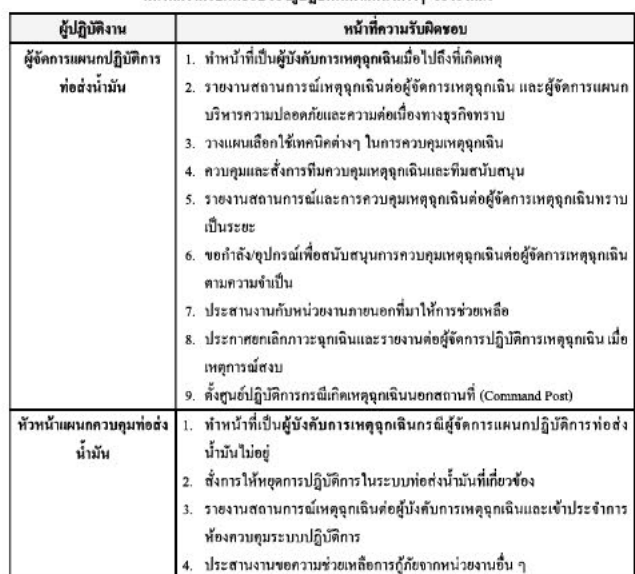 ผู้ปฏิบัติงาน
หน้าที่ความรับผิดชอบ
ผู้จัดการแผนกปฏิบัติการ
ท่อส่งน้ำมัน
1. ทำหน้าที่เป็นผู้บังคับการเหตุฉุกเฉินเมื่อไปถึงที่เกิดเหตุ
2. รายงานสถานการณ์เหตุฉุกเฉินต่อผู้จัดการเหตุฉุกเฉิน และผู้จัดการแผนก
บริหารความปลอดภัยและความต่อเนื่องทางธุรกิจทราบ
3. วางแผนเลือกใช้เทคนิคต่างๆ ในการควบคุมเหตุฉุกเฉิน
4. ควบคุมและสั่งการทีมควบคุมเหตุฉุกเฉินและทีมสนับสนุน
5. รายงานสถานการณ์และการควบคุมเหตุฉุกเฉินต่อผู้จัดการเหตุฉุกเฉินทราบ
เป็นระยะ
6. ขอกำลัง/อุปกรณ์เพื่อสนับสนุนการควบคุมเหตุฉุกเฉินต่อผู้จัดการเหตุฉุกเฉิน
ตามความจำเป็น
7. ประสานงานกับหน่วยงานภายนอกที่มาให้การช่วยเหลือ
8. ประกาศยกเลิกภาวะฉุกเฉินและรายงานต่อผู้จัดการปฏิบัติการเหตุฉุกเฉิน เมื่อ
เหตุการณ์สงบ
9. ตั้งศูนย์ปฏิบัติการกรณีเกิดเหตุฉุกเฉินนอกสถานที่ (Command Post)
หัวหน้าแผนกควบคุมท่อส่ง
น้ำมัน
1. ทำหน้าที่เป็นผู้บังคับการเหตุฉุกเฉินกรณีผู้จัดการแผนกปฏิบัติการท่อส่ง
น้ำมันไม่อยู่
2. สั่งการให้หยุดการปฏิบัติการในระบบท่อส่งน้ำมันที่เกี่ยวข้อง
3. รายงานสถานการณ์เหตุฉุกเฉินต่อผู้บังคับการเหตุฉุกเฉินและเข้าประจำการ
ห้องควบคุมระบบปฏิบัติการ
4. ประสานงานขอความช่วยเหลือการกู้ภัยจากหน่วยงานอื่น ๆ